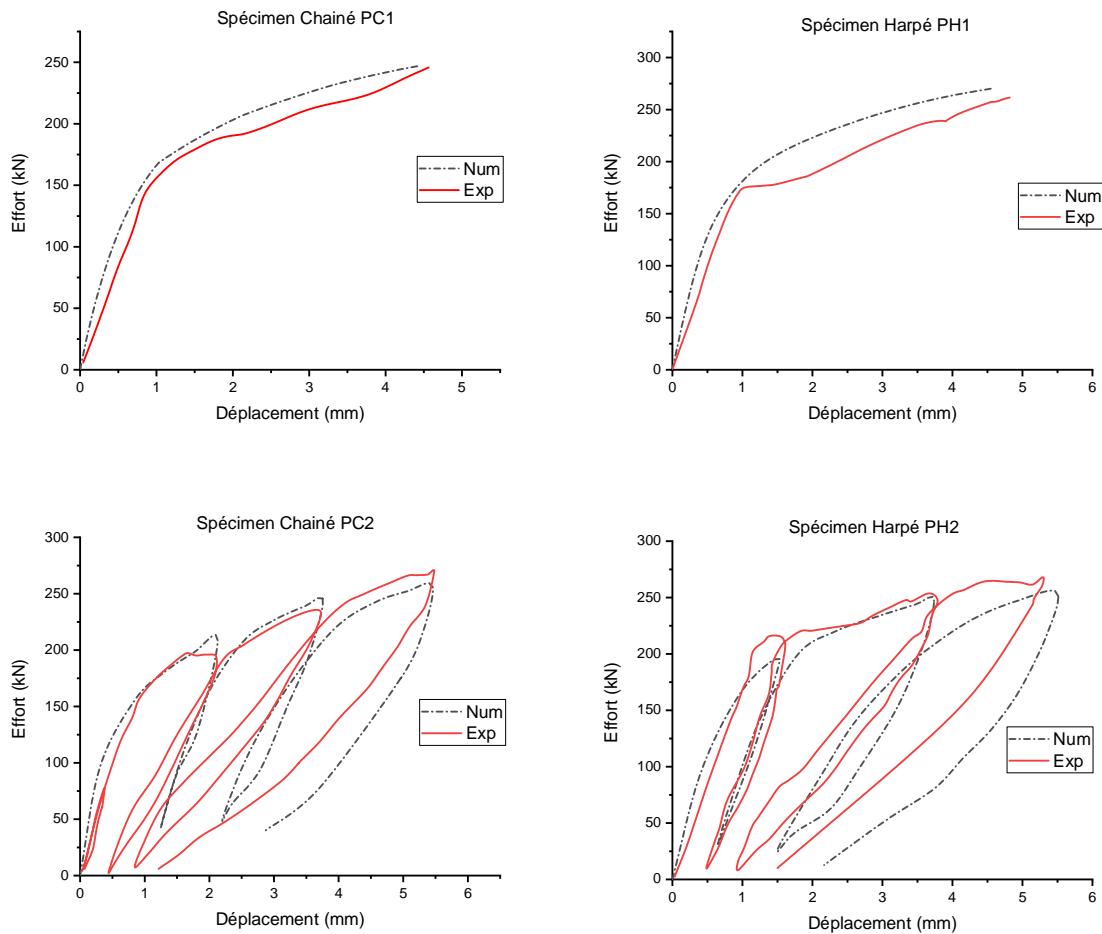 Spécimen Chainé PC1
250
200
150
100
50
0
Effort (kN)
Num
Exp
0 1 2 3 4 5
Déplacement (mm)
Spécimen Harpé PH1
300
250
200
150
100
50
0
Effort (kN)
Num
Exp
0 1 2 3 4 5 6
Déplacement (mm)
Spécimen Chainé PC2
300
250
200
150
100
50
0
Effort (kN)
Num
Exp
0 1 2 3 4 5 6
Déplacement (mm)
Spécimen Harpé PH2
300
250
200
150
100
50
0
Effort (kN)
Num
Exp
0 1 2 3 4 5 6
Déplacement (mm)